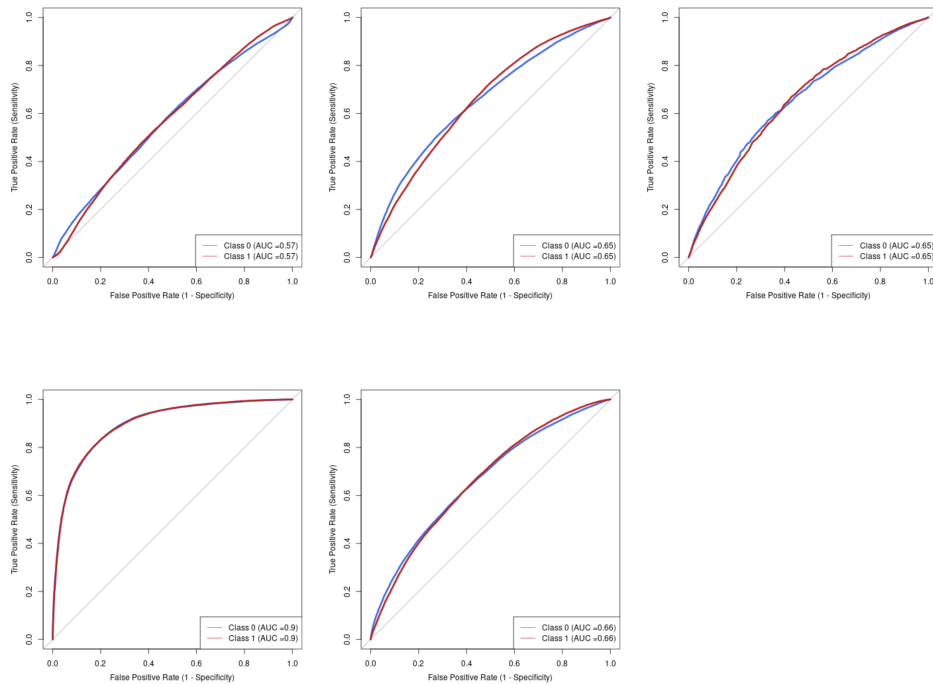 True Positive Rate (Sensitivity)
1.0
0.8
0.6
0.4
0.2
0.0
Class 0 (AUC =0.57)
Class 1 (AUC =0.57)
0.0 0.2 0.4 0.6 0.8 1.0
False Positive Rate (1 - Specificity)
True Positive Rate (Sensitivity)
1.0
0.8
0.6
0.4
0.2
0.0
Class 0 (AUC =0.65)
Class 1 (AUC =0.65)
0.0 0.2 0.4 0.6 0.8 1.0
False Positive Rate (1 - Specificity)
True Positive Rate (Sensitivity)
1.0
0.8
0.6
0.4
0.2
0.0
Class 0 (AUC =0.65)
Class 1 (AUC =0.65)
0.0 0.2 0.4 0.6 0.8 1.0
False Positive Rate (1 - Specificity)
True Positive Rate (Sensitivity)
1.0
0.8
0.6
0.4
0.2
0.0
Class 0 (AUC =0.9)
Class 1 (AUC =0.9)
0.0 0.2 0.4 0.6 0.8 1.0
False Positive Rate (1 - Specificity)
True Positive Rate (Sensitivity)
1.0
0.8
0.6
0.4
0.2
0.0
Class 0 (AUC =0.66)
Class 1 (AUC =0.66)
0.0 0.2 0.4 0.6 0.8 1.0
False Positive Rate (1 - Specificity)